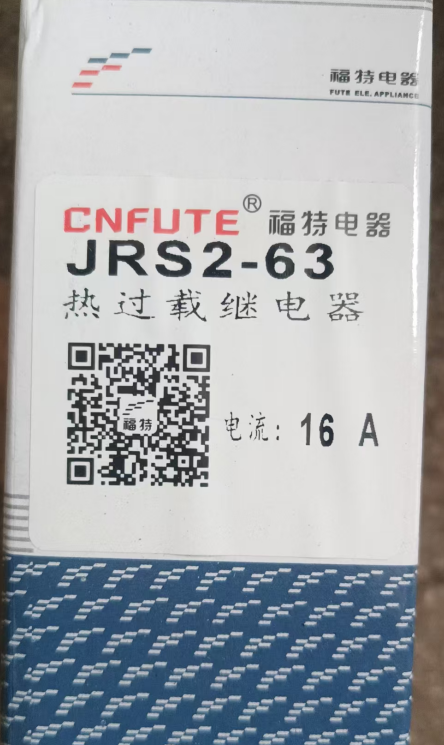 福特电器
FUTE ELE. APPLIANCE
CNFUTE® 福特电器
JRS2-63
热过载继电器
福特
电流: 16 A